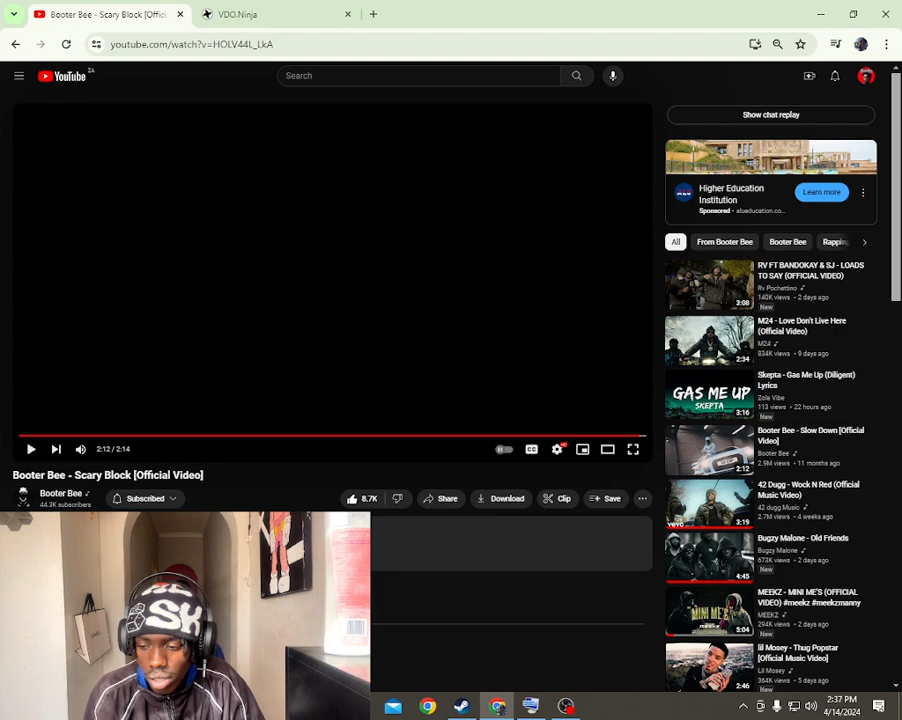 Booter Bee - Scary Block [Offici
VDO.Ninja
youtube.com/watch?v=HOLV44L_LkA
YouTube ZA
Search
Show chat replay
Higher Education
Institution
Learn more
Sponsored · alueducation.co...
All
From Booter Bee
Booter Bee
Rapping
RV FT BANDOKAY & SJ - LOADS
TO SAY (OFFICIAL VIDEO)
Rv Pochettino
140K views · 2 days ago
New
3:08
M24 - Love Don't Live Here
(Official Video)
M24
834K views · 9 days ago
2:34
GAS ME UP
SKEPTA
3:16
Skepta - Gas Me Up (Diligent)
Lyrics
Zola Vibe
113 views · 22 hours ago
New
Booter Bee - Slow Down [Official
Video]
Booter Bee
2.9M views · 11 months ago
2:12
42 Dugg - Wock N Red (Official
Music Video)
42 dugg Music
2.7M views · 4 weeks ago
vevo
3:19
Bugzy Malone - Old Friends
Bugzy Malone
673K views · 2 days ago
New
4:45
MEEKZ - MINI ME'S (OFFICIAL
VIDEO) #meekz #meekzmanny
MEEKZ
294K views · 2 days ago
New
MINI ME'S
5:04
lil Mosey - Thug Popstar
[Official Music Video]
Lil Mosey
364K views · 5 days ago
New
2:46
2:12 / 2:14
CC
HD
Booter Bee - Scary Block [Official Video]
Booter Bee
44.3K subscribers
Subscribed
8.7K
Share
Download
Clip
Save
SK
2:37 PM
4/14/2024